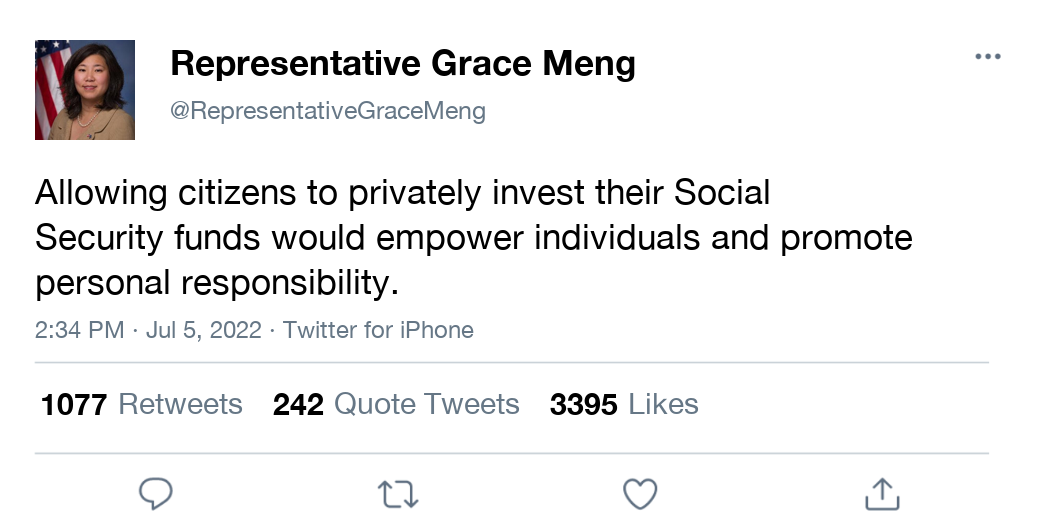 Representative Grace Meng
@RepresentativeGraceMeng
Allowing citizens to privately invest their Social
Security funds would empower individuals and promote
personal responsibility.
2:34 PM · Jul 5, 2022 · Twitter for iPhone
1077 Retweets 242 Quote Tweets 3395 Likes